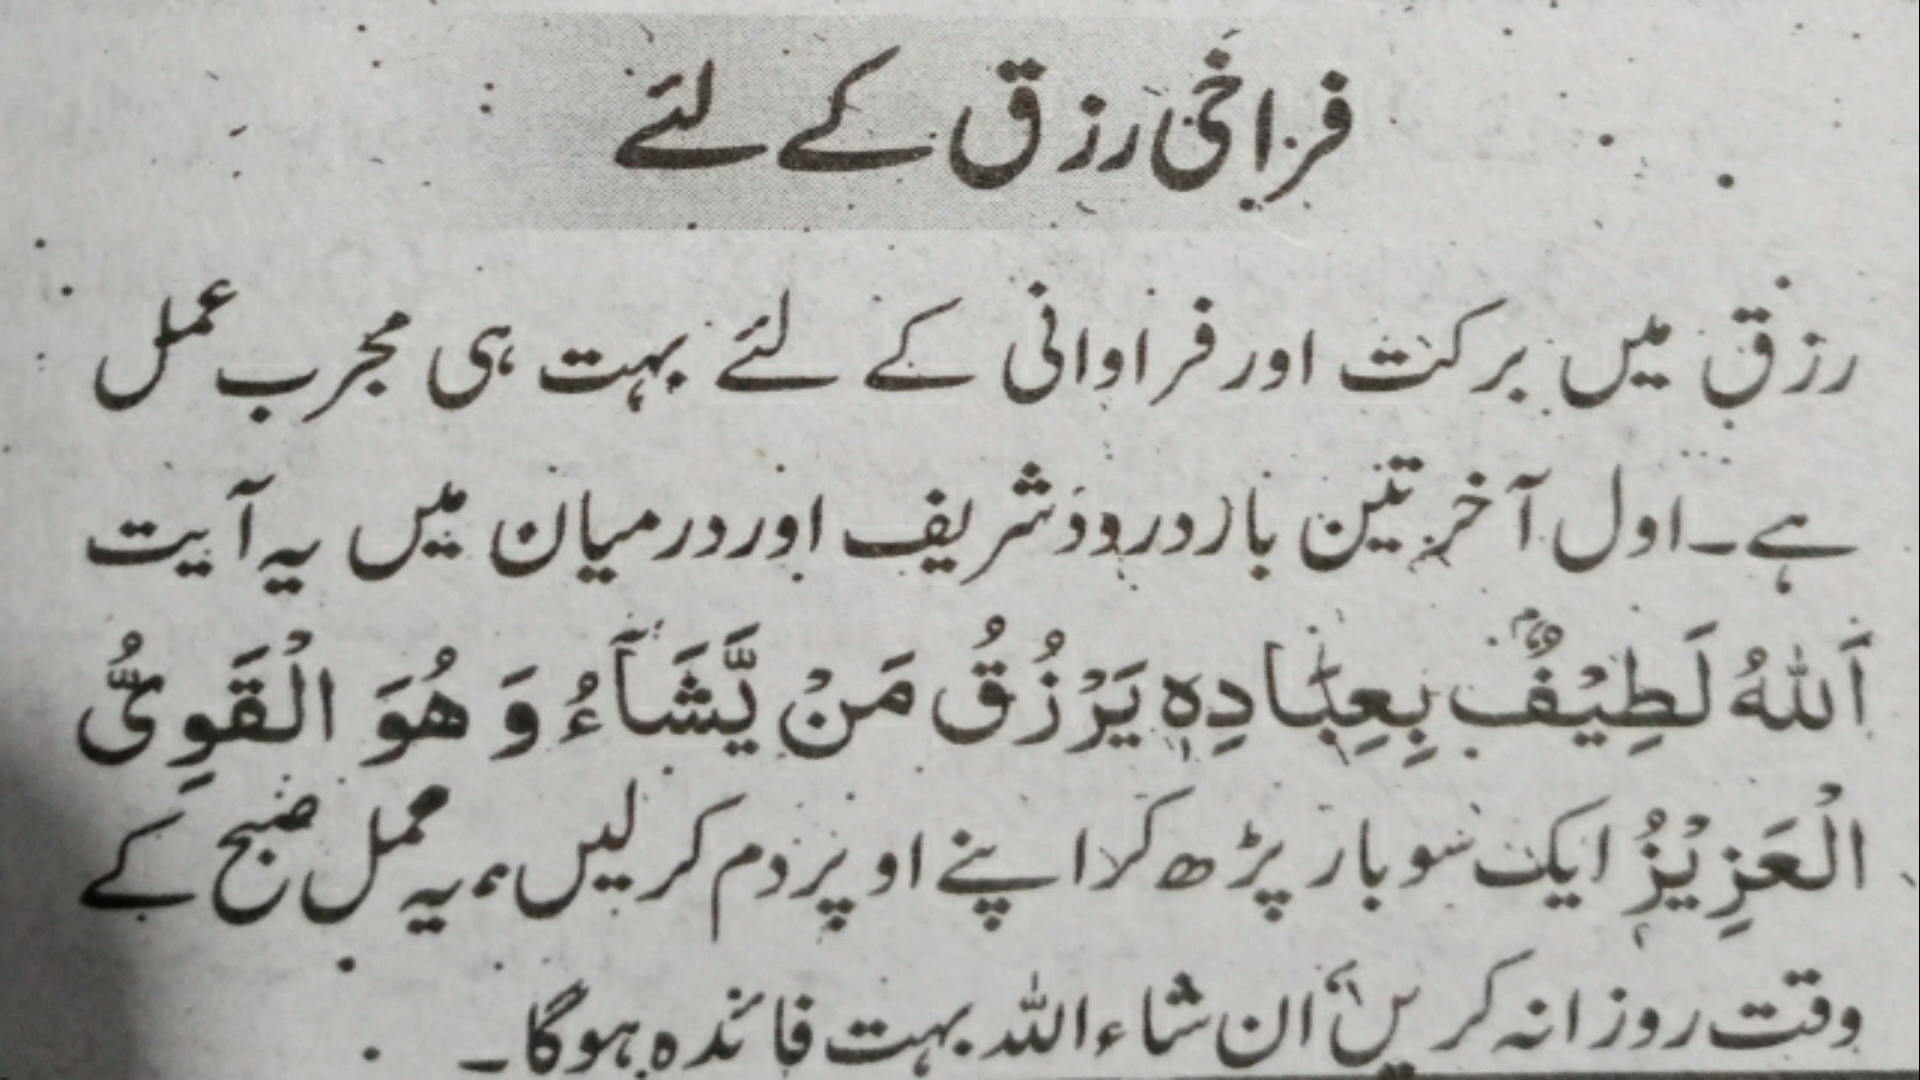 فراخیٔ رزق کے لئے
رزق میں برکت اور فراوانی کے لئے بہت ہی مجرب عمل
ہے۔ اول آخر تین بار درود شریف اور درمیان میں یہ آیت
اَللّٰهُ لَطِيْفٌۢ بِعِبَادِهٖ يَرْزُقُ مَنْ يَّشَآءُ وَ هُوَ الْقَوِيُّ
الْعَزِيْزُ ایک سو بار پڑھ کر اپنے اوپر دم کر لیں، یہ عمل صبح کے
وقت روزانہ کریں ان شاء اللہ بہت فائدہ ہوگا۔